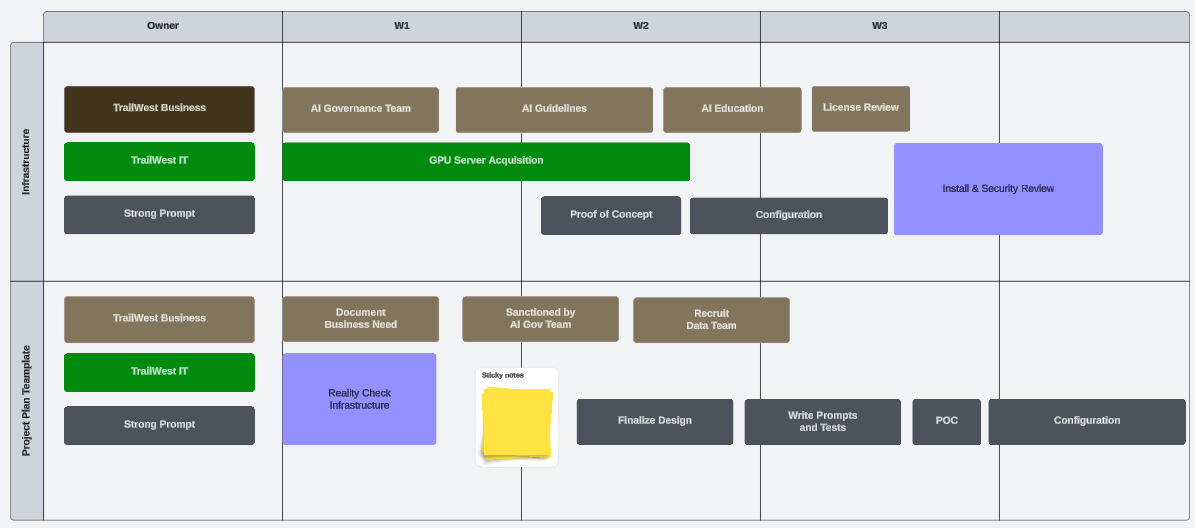 Owner
W1
W2
W3
Infrastructure
TrailWest Business
AI Governance Team
AI Guidelines
AI Education
License Review
TrailWest IT
GPU Server Acquisition
Install & Security Review
Strong Prompt
Proof of Concept
Configuration
Project Plan Teamplate
TrailWest Business
Document
Business Need
Sanctioned by
AI Gov Team
Recruit
Data Team
TrailWest IT
Reality Check
Infrastructure
Sticky notes
Strong Prompt
Finalize Design
Write Prompts
and Tests
POC
Configuration